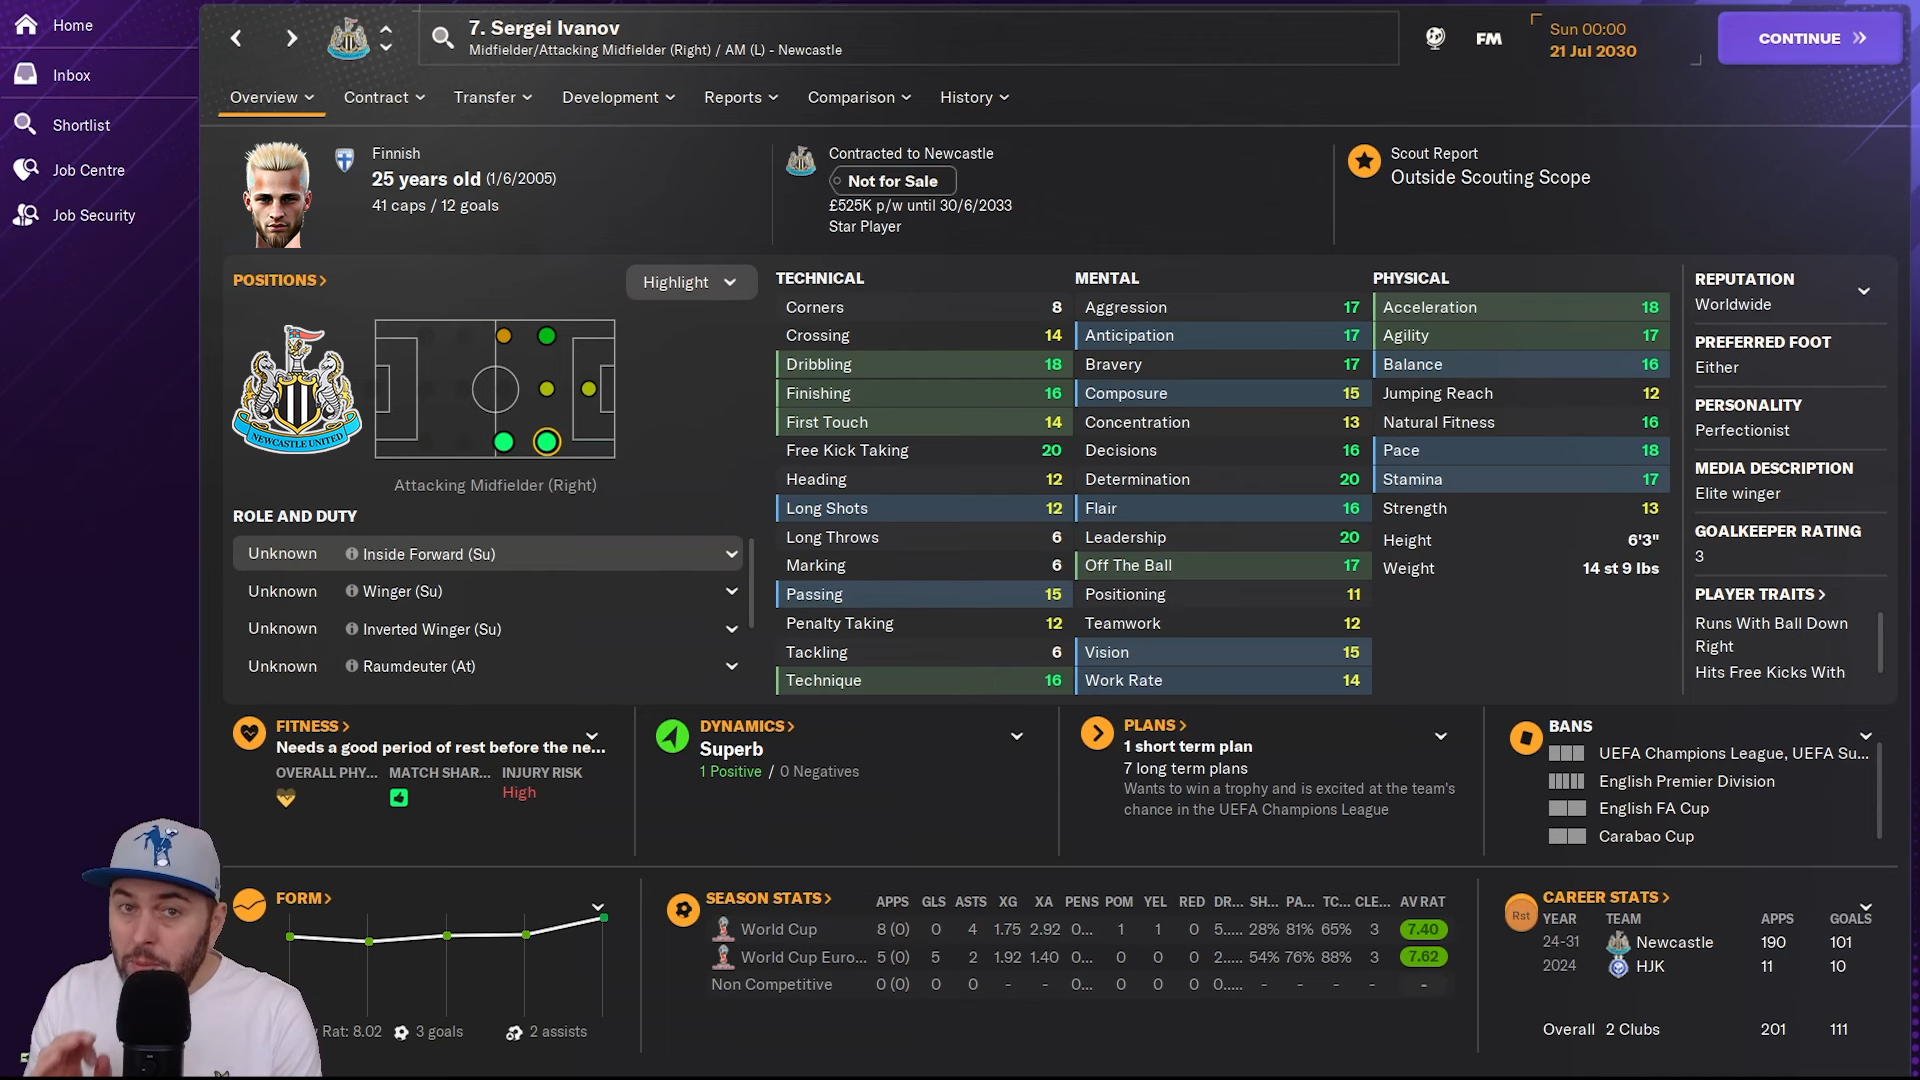 Home
Inbox
Shortlist
Job Centre
Job Security
7. Sergei Ivanov
Midfielder/Attacking Midfielder (Right) / AM (L) - Newcastle
FM
Sun 00:00
21 Jul 2030
CONTINUE
Overview
Contract
Transfer
Development
Reports
Comparison
History
Finnish
25 years old (1/6/2005)
41 caps / 12 goals
Contracted to Newcastle
Not for Sale
£525K p/w until 30/6/2033
Star Player
Scout Report
Outside Scouting Scope
POSITIONS
Highlight
NEWCASTLE UNITED
Attacking Midfielder (Right)
ROLE AND DUTY
Unknown Inside Forward (Su)
Unknown Winger (Su)
Unknown Inverted Winger (Su)
Unknown Raumdeuter (At)
TECHNICAL
Corners 8
Crossing 14
Dribbling 18
Finishing 16
First Touch 14
Free Kick Taking 20
Heading 12
Long Shots 12
Long Throws 6
Marking 6
Passing 15
Penalty Taking 12
Tackling 6
Technique 16
MENTAL
Aggression 17
Anticipation 17
Bravery 17
Composure 15
Concentration 13
Decisions 16
Determination 20
Flair 16
Leadership 20
Off The Ball 17
Positioning 11
Teamwork 12
Vision 15
Work Rate 14
PHYSICAL
Acceleration 18
Agility 17
Balance 16
Jumping Reach 12
Natural Fitness 16
Pace 18
Stamina 17
Strength 13
Height 6'3"
Weight 14 st 9 lbs
REPUTATION
Worldwide
PREFERRED FOOT
Either
PERSONALITY
Perfectionist
MEDIA DESCRIPTION
Elite winger
GOALKEEPER RATING
3
PLAYER TRAITS
Runs With Ball Down
Right
Hits Free Kicks With
FITNESS
Needs a good period of rest before the ne...
OVERALL PHY... MATCH SHAR... INJURY RISK
High
DYNAMICS
Superb
1 Positive / 0 Negatives
PLANS
1 short term plan
7 long term plans
Wants to win a trophy and is excited at the team's
chance in the UEFA Champions League
BANS
UEFA Champions League, UEFA Su...
English Premier Division
English FA Cup
Carabao Cup
FORM
Rat: 8.02 3 goals 2 assists
SEASON STATS APPS GLS ASTS XG XA PENS POM YEL RED DR... SH... PA... TC... CLE... AV RAT
World Cup 8 (0) 0 4 1.75 2.92 0... 1 1 0 5.... 28% 81% 65% 3 7.40
World Cup Euro... 5 (0) 5 2 1.92 1.40 0... 0 0 0 2.... 54% 76% 88% 3 7.62
Non Competitive 0 (0) 0 0 - - 0... 0 0 0 0.... - - - - -
Rst
CAREER STATS
YEAR TEAM APPS GOALS
24-31 Newcastle 190 101
2024 HJK 11 10
Overall 2 Clubs 201 111